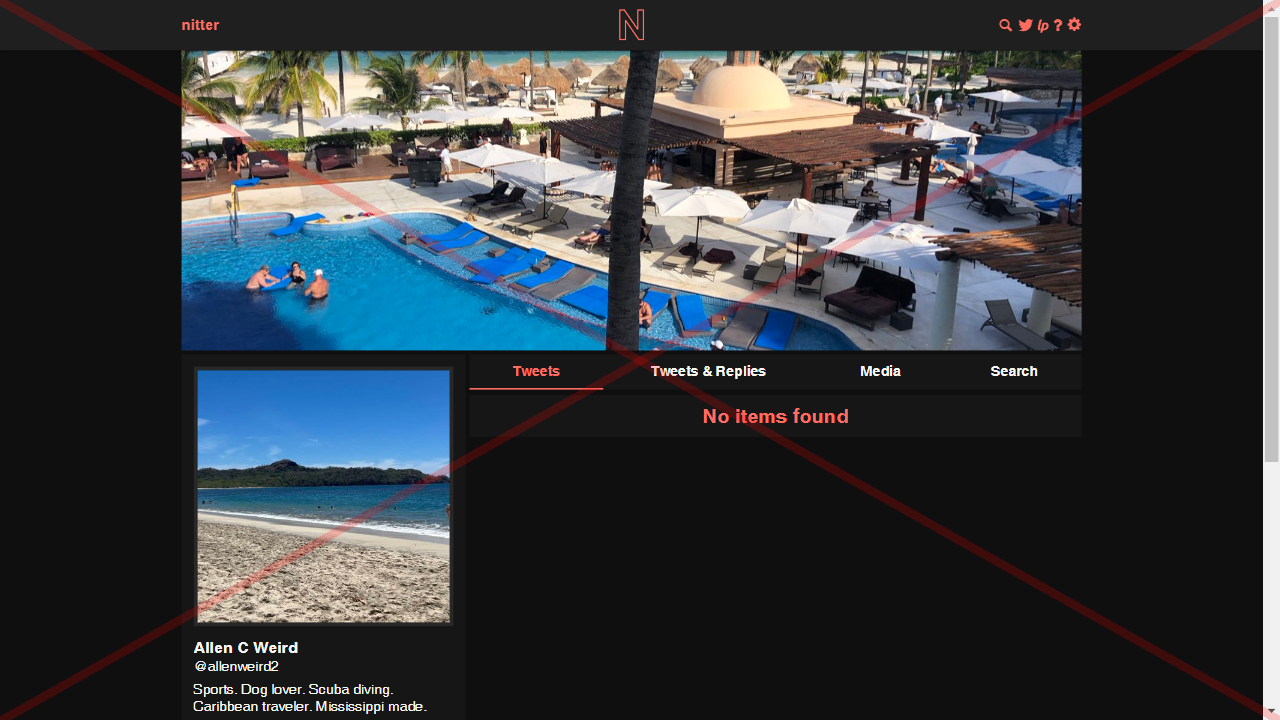 nitter
N
lp ?
Tweets
Tweets & Replies
Media
Search
No items found
Allen C Weird
@allenweird2
Sports. Dog lover. Scuba diving.
Caribbean traveler. Mississippi made.